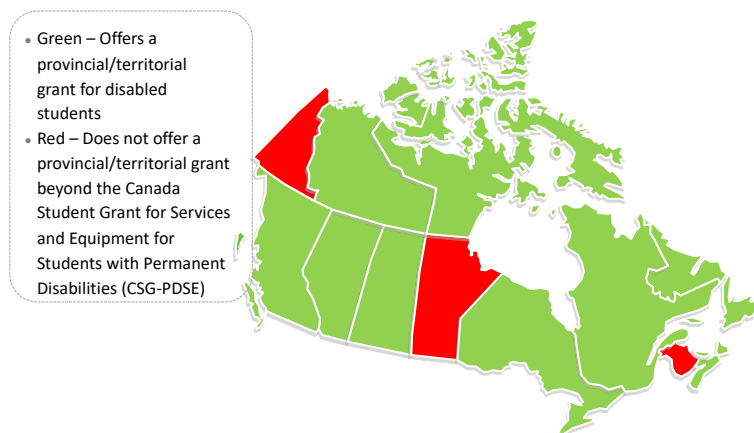 • Green – Offers a
provincial/territorial
grant for disabled
students
• Red – Does not offer a
provincial/territorial grant
beyond the Canada
Student Grant for Services
and Equipment for
Students with Permanent
Disabilities (CSG-PDSE)